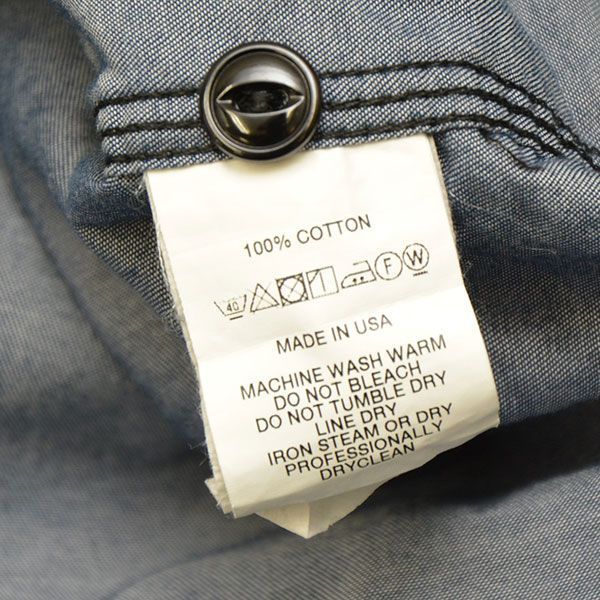 100% COTTON
40 F W
MADE IN USA
MACHINE WASH WARM
DO NOT BLEACH
DO NOT TUMBLE DRY
LINE DRY
IRON STEAM OR DRY
PROFESSIONALLY
DRYCLEAN